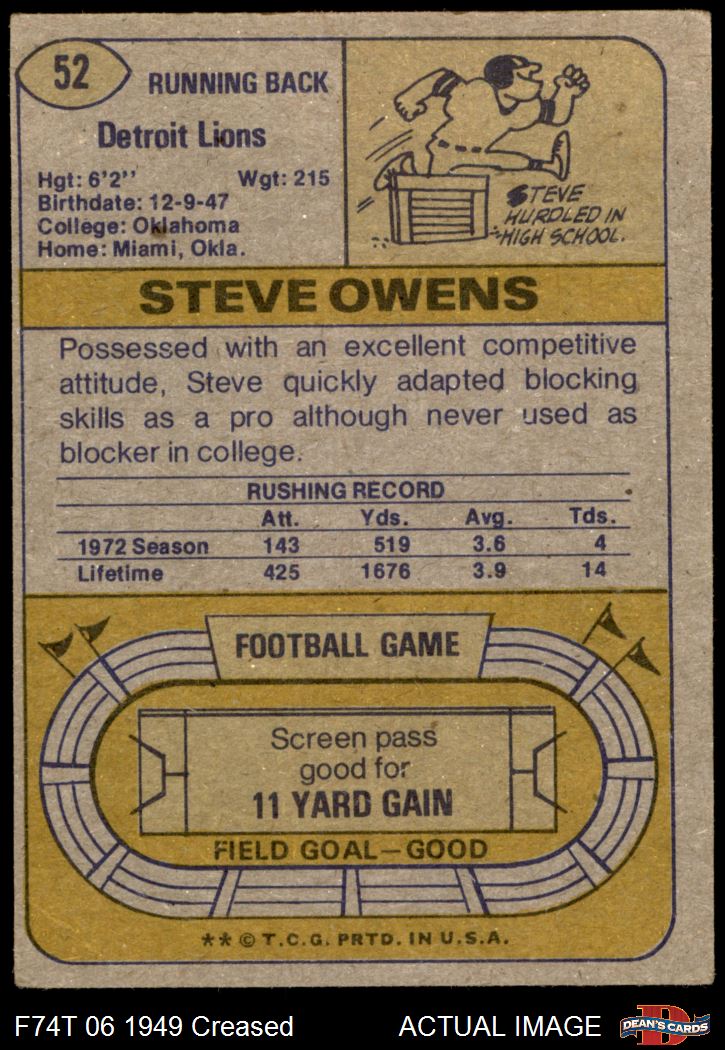 52
RUNNING BACK
Detroit Lions
Hgt: 6'2'' Wgt: 215
Birthdate: 12-9-47
College: Oklahoma
Home: Miami, Okla.
STEVE
HURDLED IN
HIGH SCHOOL.
STEVE OWENS
Possessed with an excellent competitive
attitude, Steve quickly adapted blocking
skills as a pro although never used as
blocker in college.
RUSHING RECORD
Att. Yds. Avg. Tds.
1972 Season 143 519 3.6 4
Lifetime 425 1676 3.9 14
FOOTBALL GAME
Screen pass
good for
11 YARD GAIN
FIELD GOAL—GOOD
** © T.C.G. PRTD. IN U.S.A.
F74T 06 1949 Creased ACTUAL IMAGE
D
DEAN'S CARDS